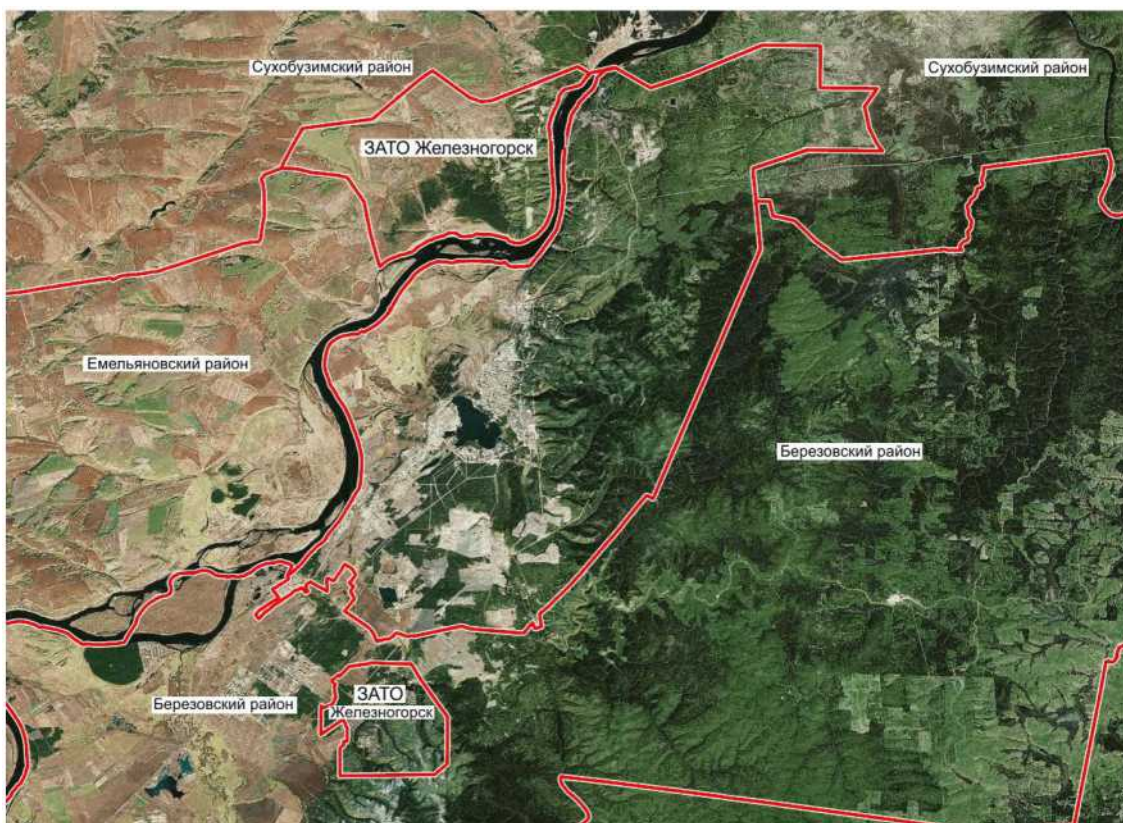 Сухобузимский район
Сухобузимский район
ЗАТО Железногорск
Емельяновский район
Березовский район
Березовский район
ЗАТО
Железногорск